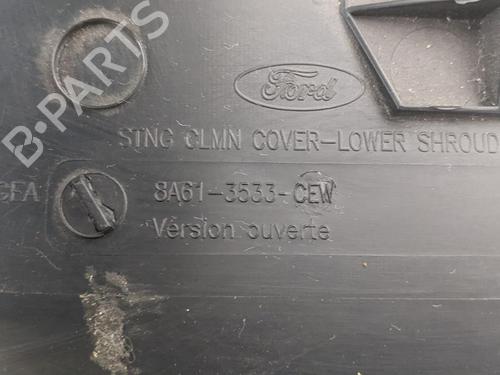 B-PARTS
Ford
STNG CLMN COVER-LOWER SHROUD
CFA
8A61-3533-CEW
Version ouverte